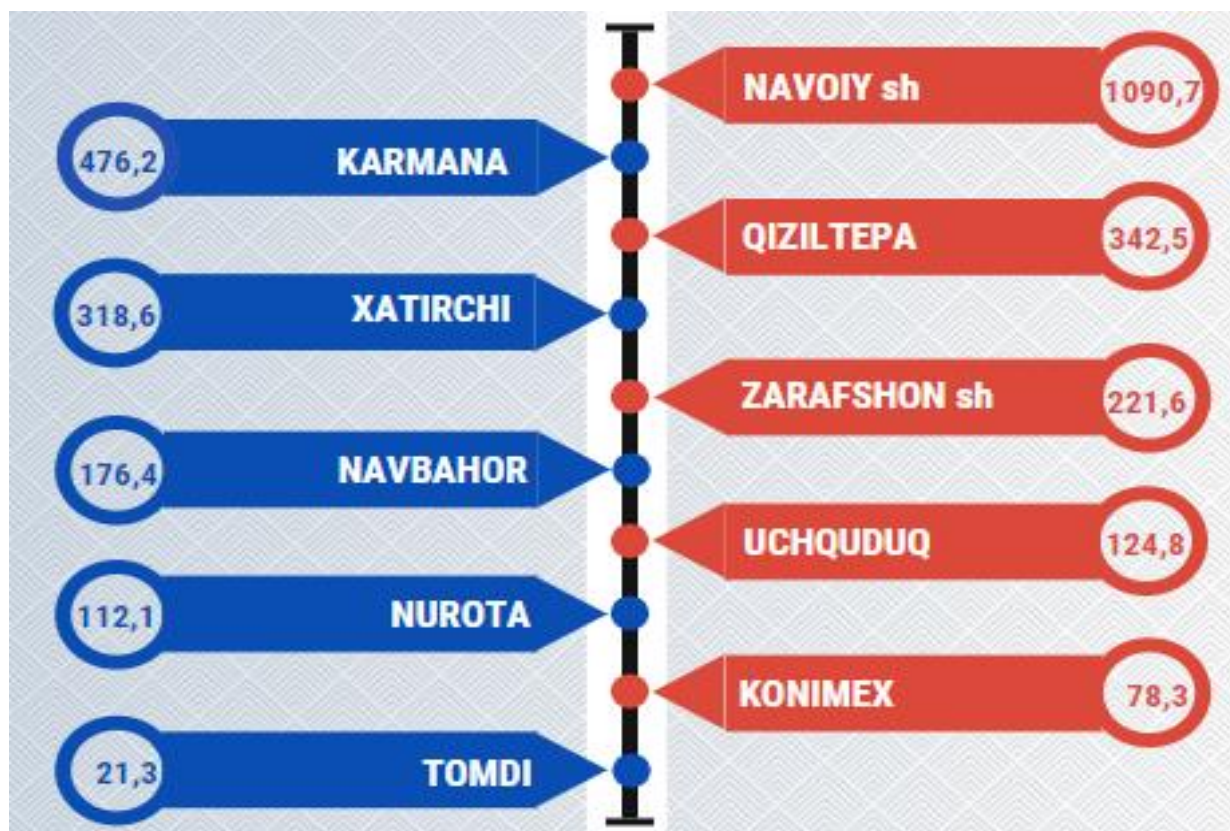 NAVOIY sh
1090,7
476,2
KARMANA
QIZILTEPA
342,5
318,6
XATIRCHI
ZARAFSHON sh
221,6
176,4
NAVBAHOR
UCHQUDUQ
124,8
112,1
NUROTA
KONIMEX
78,3
21,3
TOMDI